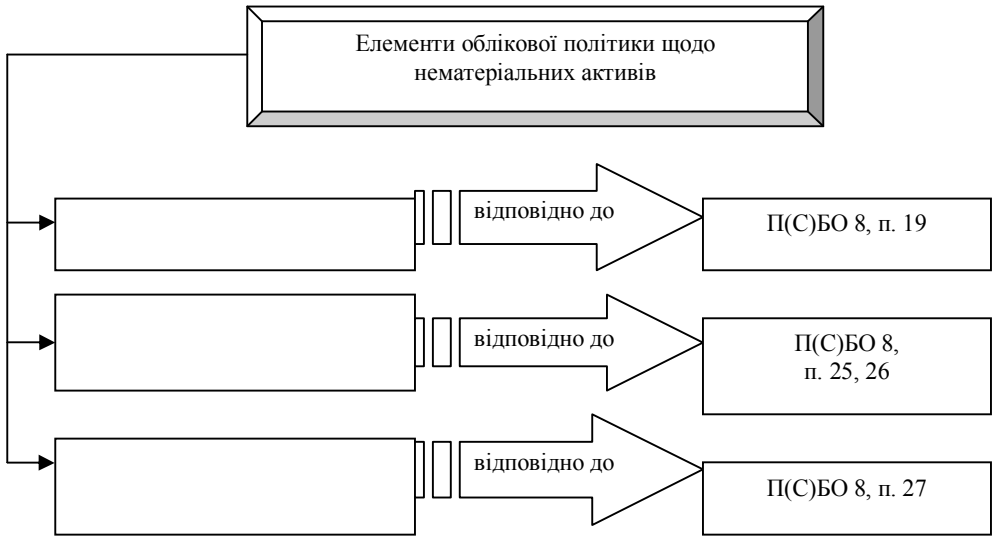 Елементи облікової політики щодо
нематеріальних активів
відповідно до
П(С)БО 8, п. 19
відповідно до
П(С)БО 8,
п. 25, 26
відповідно до
П(С)БО 8, п. 27